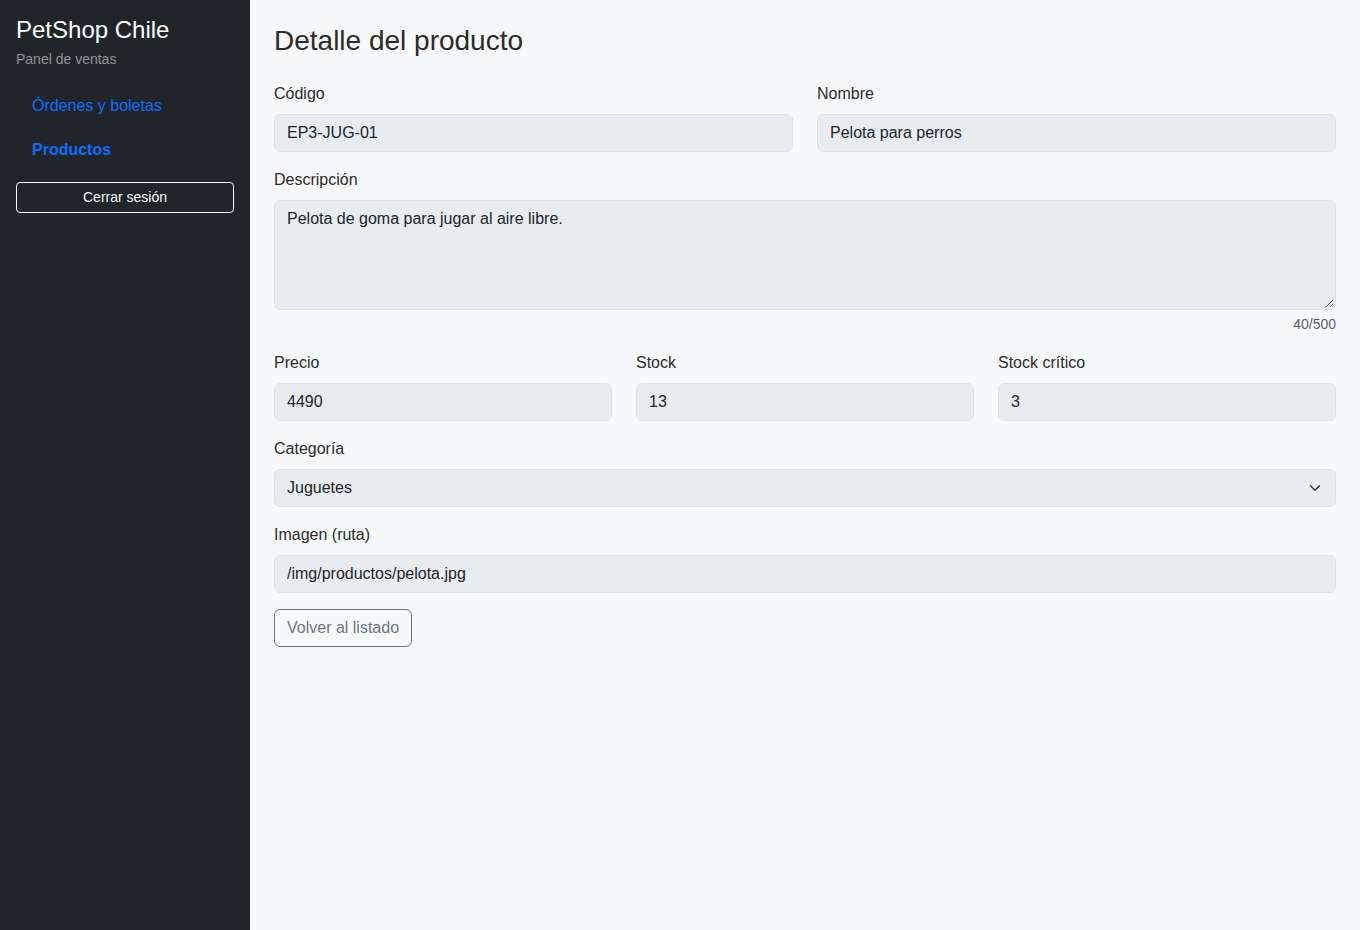 PetShop Chile
Panel de ventas
Órdenes y boletas
Productos
Cerrar sesión
Detalle del producto
Código
Nombre
EP3-JUG-01
Pelota para perros
Descripción
Pelota de goma para jugar al aire libre.
40/500
Precio
Stock
Stock crítico
4490
13
3
Categoría
Juguetes
Imagen (ruta)
/img/productos/pelota.jpg
Volver al listado